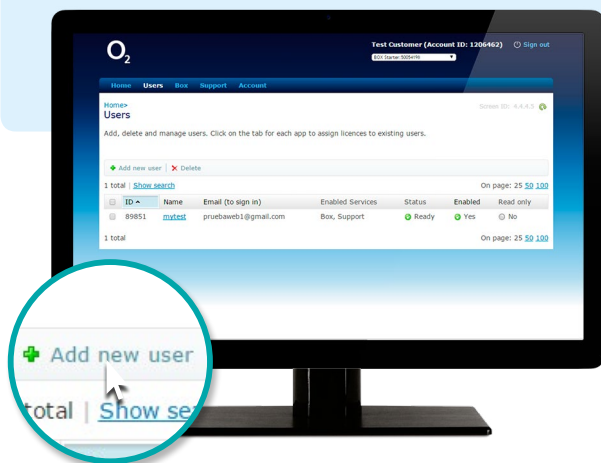 O2
Test Customer (Account ID: 1206462) Sign out
Home Users Box Support Account
Home>
Screen ID: 4.4.4.5
Users
Add, delete and manage users. Click on the tab for each app to assign licences to existing users.
Add new user | Delete
1 total | Show search On page: 25 50 100
ID Name Email (to sign in) Enabled Services Status Enabled Read only
89851 mytest pruebaweb1@gmail.com Box, Support Ready Yes No
1 total On page: 25 50 100
Add new user
total | Show se